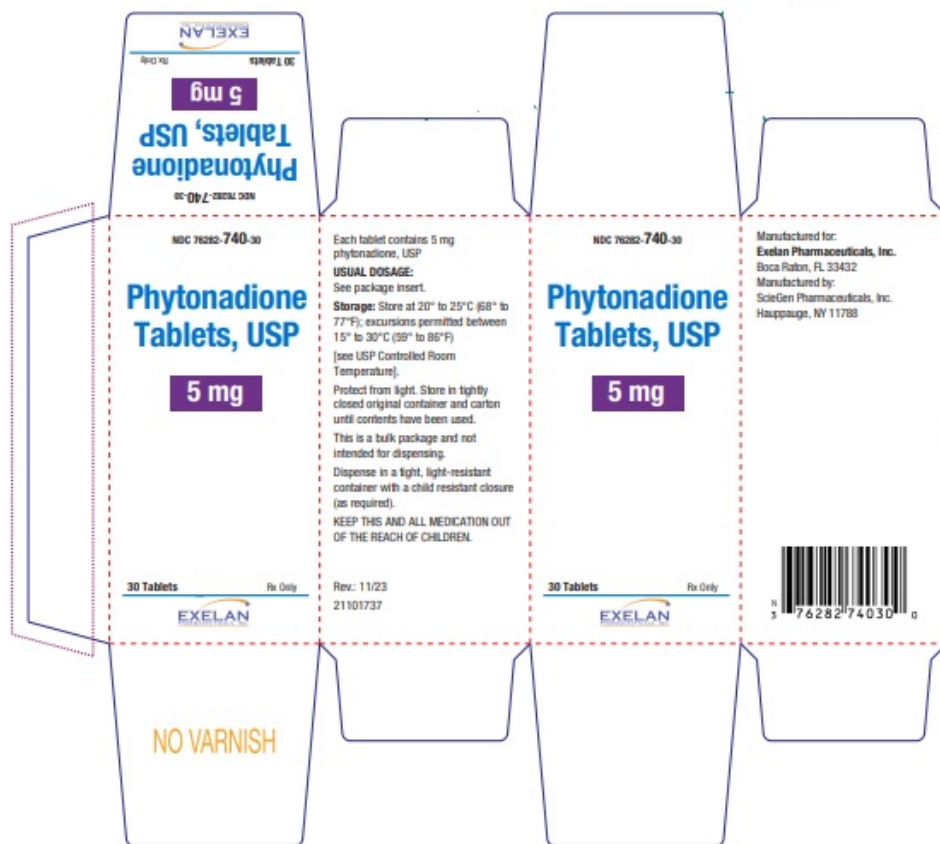 EXELAN
30 Tablets Rx Only
5 mg
Phytonadione
Tablets, USP
NDC 76282-740-30
NDC 76282-740-30
Phytonadione
Tablets, USP
5 mg
30 Tablets Rx Only
EXELAN
NO VARNISH
Each tablet contains 5 mg
phytonadione, USP
USUAL DOSAGE:
See package insert.
Storage: Store at 20° to 25°C (68° to
77°F); excursions permitted between
15° to 30°C (59° to 86°F)
[see USP Controlled Room
Temperature].
Protect from light. Store in tightly
closed original container and carton
until contents have been used.
This is a bulk package and not
intended for dispensing.
Dispense in a tight, light-resistant
container with a child resistant closure
(as required).
KEEP THIS AND ALL MEDICATION OUT
OF THE REACH OF CHILDREN.
Rev.: 11/23
21101737
NDC 76282-740-30
Phytonadione
Tablets, USP
5 mg
30 Tablets Rx Only
EXELAN
Manufactured for:
Exelan Pharmaceuticals, Inc.
Boca Raton, FL 33432
Manufactured by:
ScieGen Pharmaceuticals, Inc.
Hauppauge, NY 11788
N
3 76282 74030 0